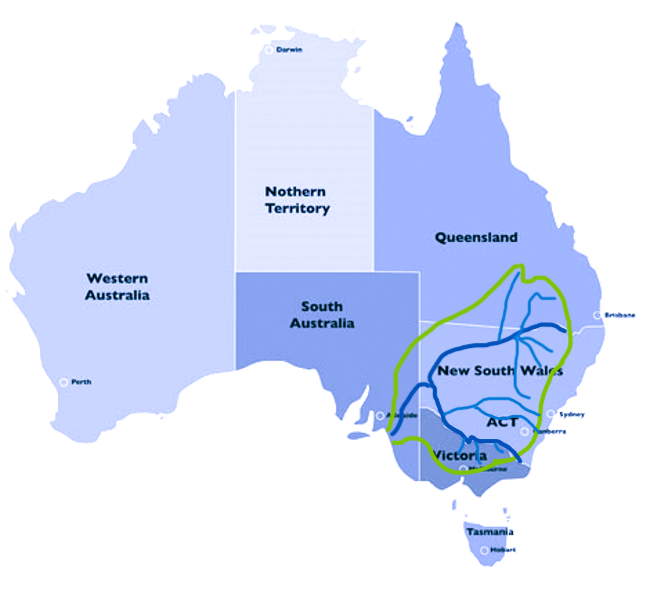 Darwin
Nothern
Territory
Queensland
Western
Australia
South
Australia
Brisbane
New South Wales
Perth
Adelaide
Sydney
ACT
Canberra
Victoria
Melbourne
Tasmania
Hobart